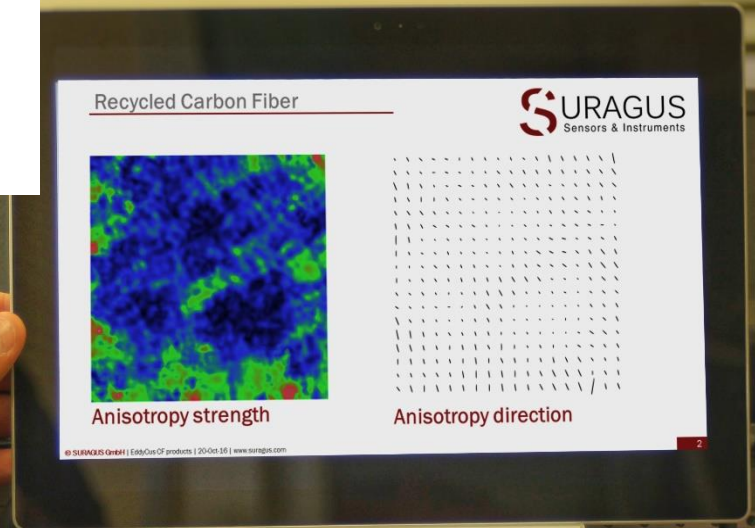 Recycled Carbon Fiber
SURAGUS
Sensors & Instruments
Anisotropy strength
Anisotropy direction
© SURAGUS GmbH | EddyCus CF products | 20-Oct-16 | www.suragus.com
2